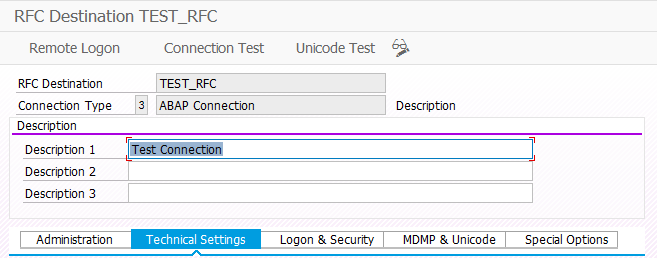 RFC Destination TEST_RFC
Remote Logon Connection Test Unicode Test
RFC Destination TEST_RFC
Connection Type 3 ABAP Connection Description
Description
Description 1 Test Connection
Description 2
Description 3
Administration Technical Settings Logon & Security MDMP & Unicode Special Options